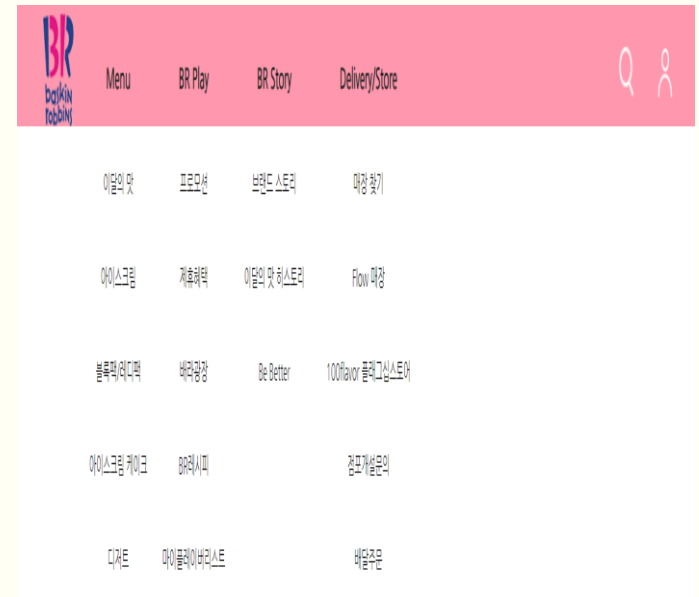 BR
baskin
robbins
Menu BR Play BR Story Delivery/Store
이달의 맛 프로모션 브랜드 스토리 매장 찾기
아이스크림 제휴혜택 이달의 맛 히스토리 Flow 매장
블록팩/레디팩 배라광장 Be Better 100flavor 플래그십스토어
아이스크림 케이크 BR레시피 점포개설문의
디저트 마이플레이버리스트 배달주문